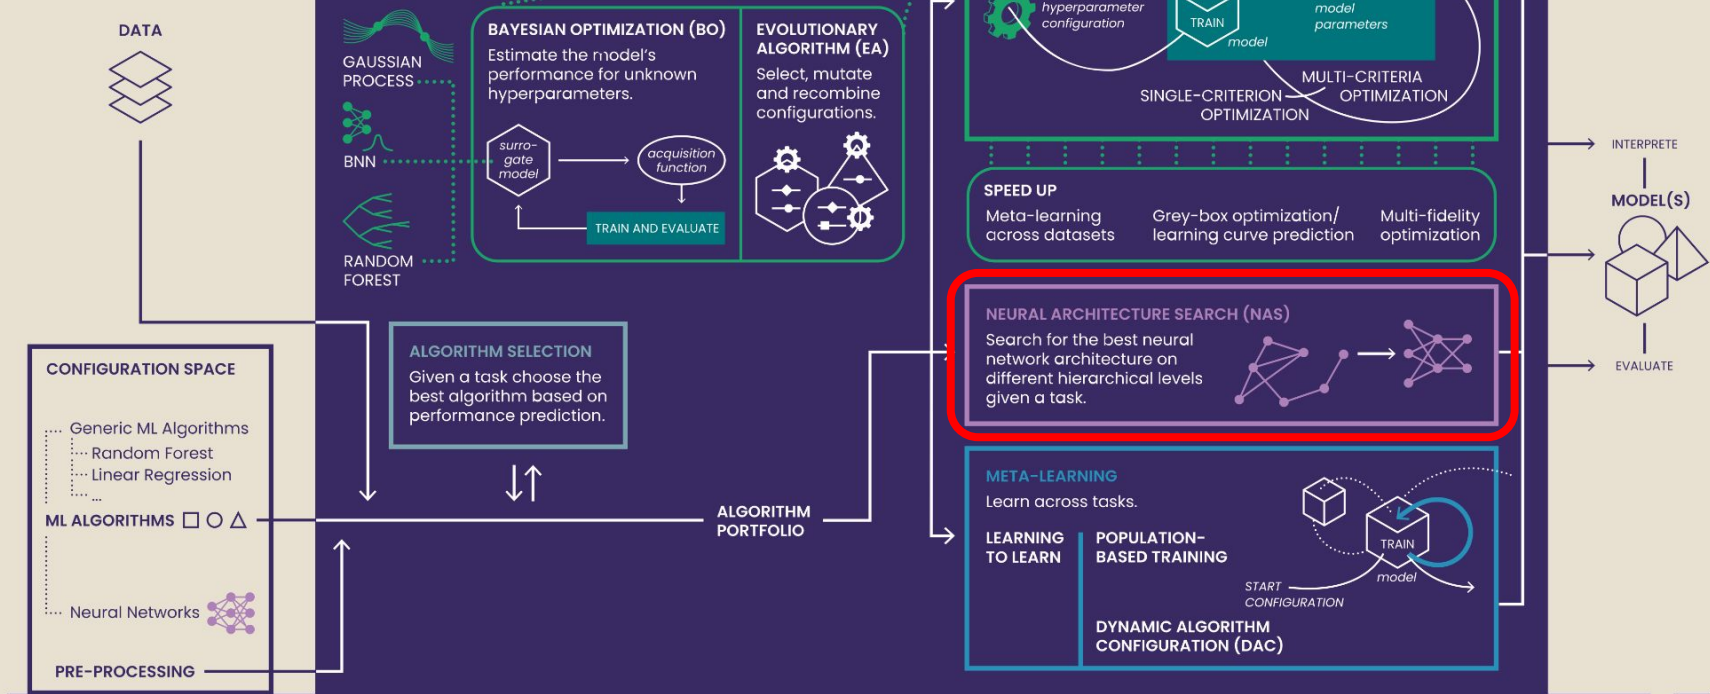 DATA
GAUSSIAN
PROCESS
BNN
RANDOM
FOREST
BAYESIAN OPTIMIZATION (BO)
Estimate the model's
performance for unknown
hyperparameters.
surro-
gate
model
acquisition
function
TRAIN AND EVALUATE
EVOLUTIONARY
ALGORITHM (EA)
Select, mutate
and recombine
configurations.
hyperparameter
configuration
TRAIN
model
model
parameters
MULTI-CRITERIA
OPTIMIZATION
SINGLE-CRITERION
OPTIMIZATION
SPEED UP
Meta-learning
across datasets
Grey-box optimization/
learning curve prediction
Multi-fidelity
optimization
NEURAL ARCHITECTURE SEARCH (NAS)
Search for the best neural
network architecture on
different hierarchical levels
given a task.
META-LEARNING
Learn across tasks.
LEARNING
TO LEARN
POPULATION-
BASED TRAINING
TRAIN
model
START
CONFIGURATION
DYNAMIC ALGORITHM
CONFIGURATION (DAC)
ALGORITHM SELECTION
Given a task choose the
best algorithm based on
performance prediction.
ALGORITHM
PORTFOLIO
CONFIGURATION SPACE
Generic ML Algorithms
Random Forest
Linear Regression
...
ML ALGORITHMS
Neural Networks
PRE-PROCESSING
INTERPRETE
MODEL(S)
EVALUATE